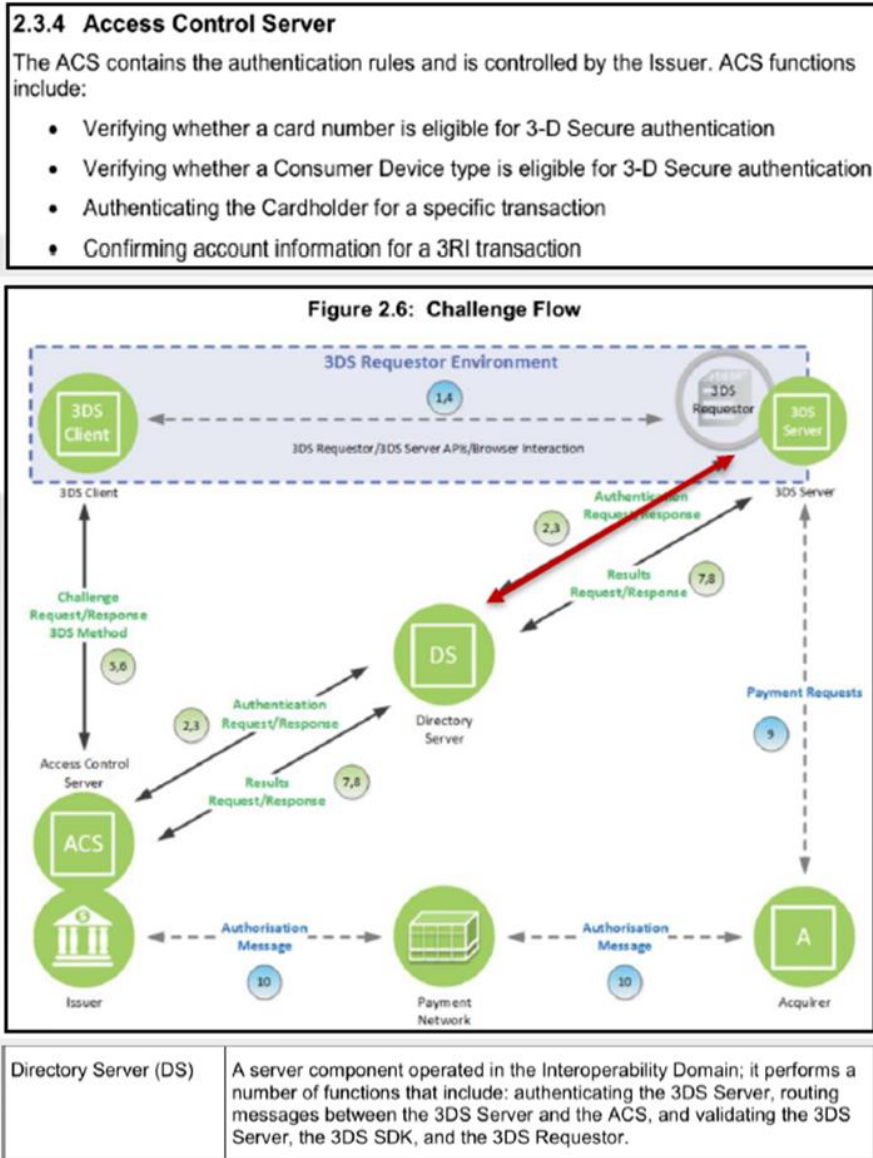 2.3.4 Access Control Server
The ACS contains the authentication rules and is controlled by the Issuer. ACS functions
include:
• Verifying whether a card number is eligible for 3-D Secure authentication
• Verifying whether a Consumer Device type is eligible for 3-D Secure authentication
• Authenticating the Cardholder for a specific transaction
• Confirming account information for a 3RI transaction
Figure 2.6: Challenge Flow
3DS Requestor Environment
3DS
Client
1,4
3DS
Requestor
3DS
Server
3DS Requestor/3DS Server APIs/Browser Interaction
3DS Client
3DS Server
Authentication
Request/Response
2,3
Results
Request/Response
7,8
Challenge
Request/Response
3DS Method
5,6
DS
Directory
Server
Authentication
Request/Response
2,3
Results
Request/Response
7,8
Payment Requests
9
Access Control
Server
ACS
Issuer
Authorisation
Message
10
Payment
Network
Authorisation
Message
10
A
Acquirer
Directory Server (DS)
A server component operated in the Interoperability Domain; it performs a
number of functions that include: authenticating the 3DS Server, routing
messages between the 3DS Server and the ACS, and validating the 3DS
Server, the 3DS SDK, and the 3DS Requestor.